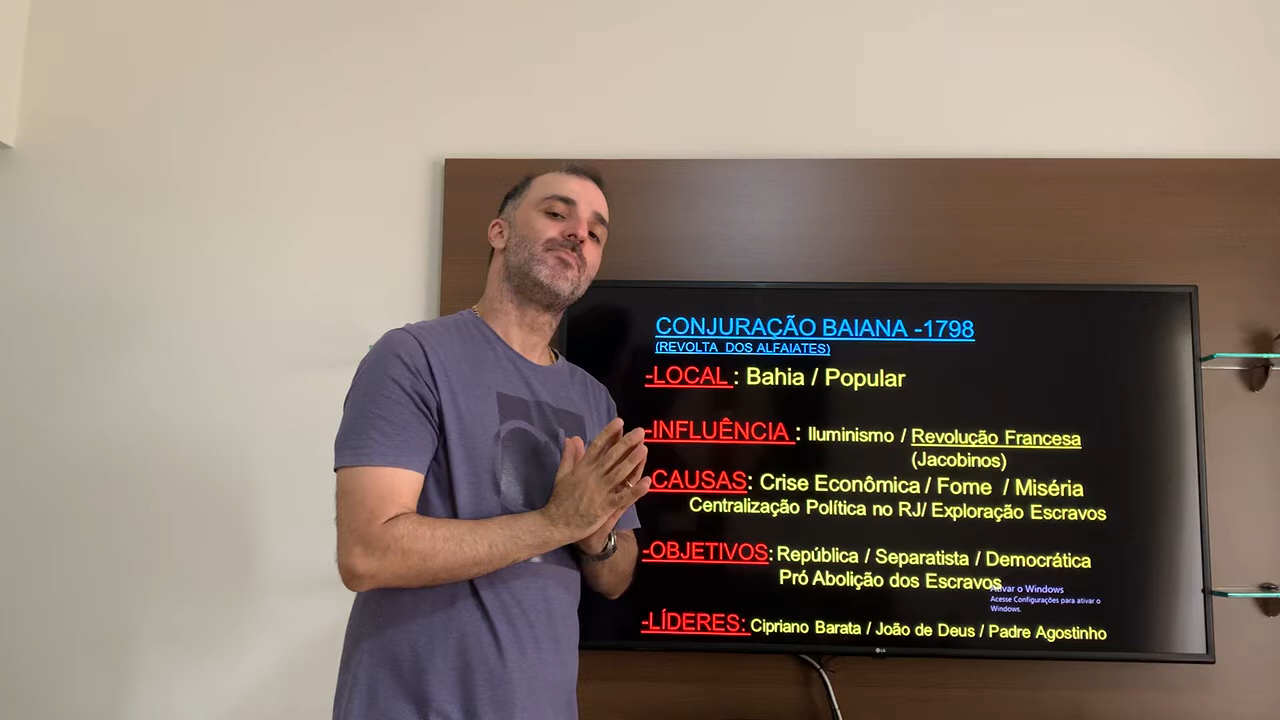 CONJURAÇÃO BAIANA -1798
(REVOLTA DOS ALFAIATES)
-LOCAL : Bahia / Popular
-INFLUÊNCIA : Iluminismo / Revolução Francesa
(Jacobinos)
-CAUSAS: Crise Econômica / Fome / Miséria
Centralização Política no RJ/ Exploração Escravos
-OBJETIVOS: República / Separatista / Democrática
Pró Abolição dos Escravos
Ativar o Windows
Acesse Configurações para ativar o
Windows.
-LÍDERES: Cipriano Barata / João de Deus / Padre Agostinho
LG